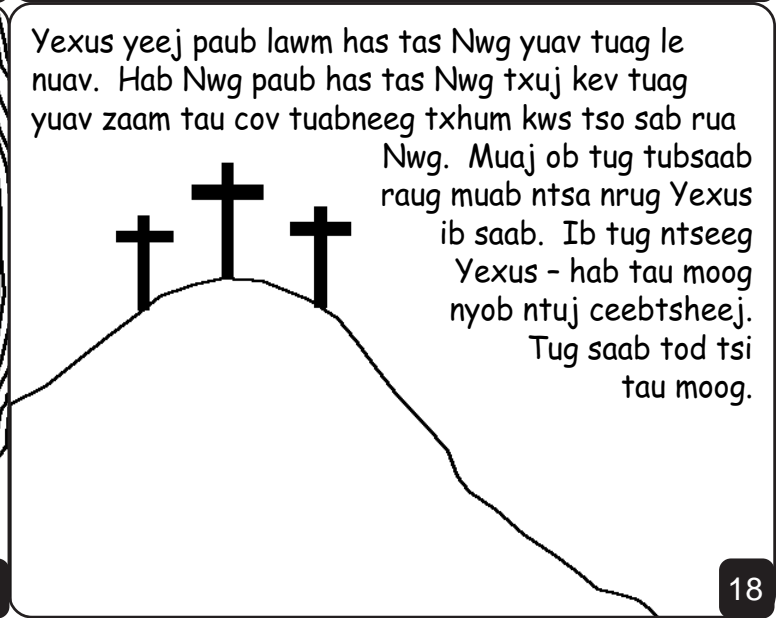 Yexus yeej paub lawm has tas Nwg yuav tuag le
nuav.  Hab Nwg paub has tas Nwg txuj kev tuag
yuav zaam tau cov tuabneeg txhum kws tso sab rua
Nwg.  Muaj ob tug tubsaab
raug muab ntsa nrug Yexus
ib saab.  Ib tug ntseeg
Yexus – hab tau moog
nyob ntuj ceebtsheej.
Tug saab tod tsi
tau moog.
18